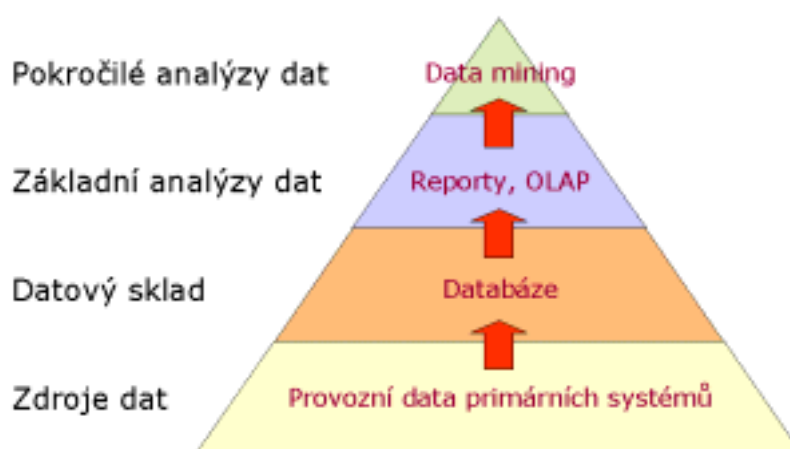 Pokročilé analýzy dat
Data mining
Základní analýzy dat
Reporty, OLAP
Datový sklad
Databáze
Zdroje dat
Provozní data primárních systémů